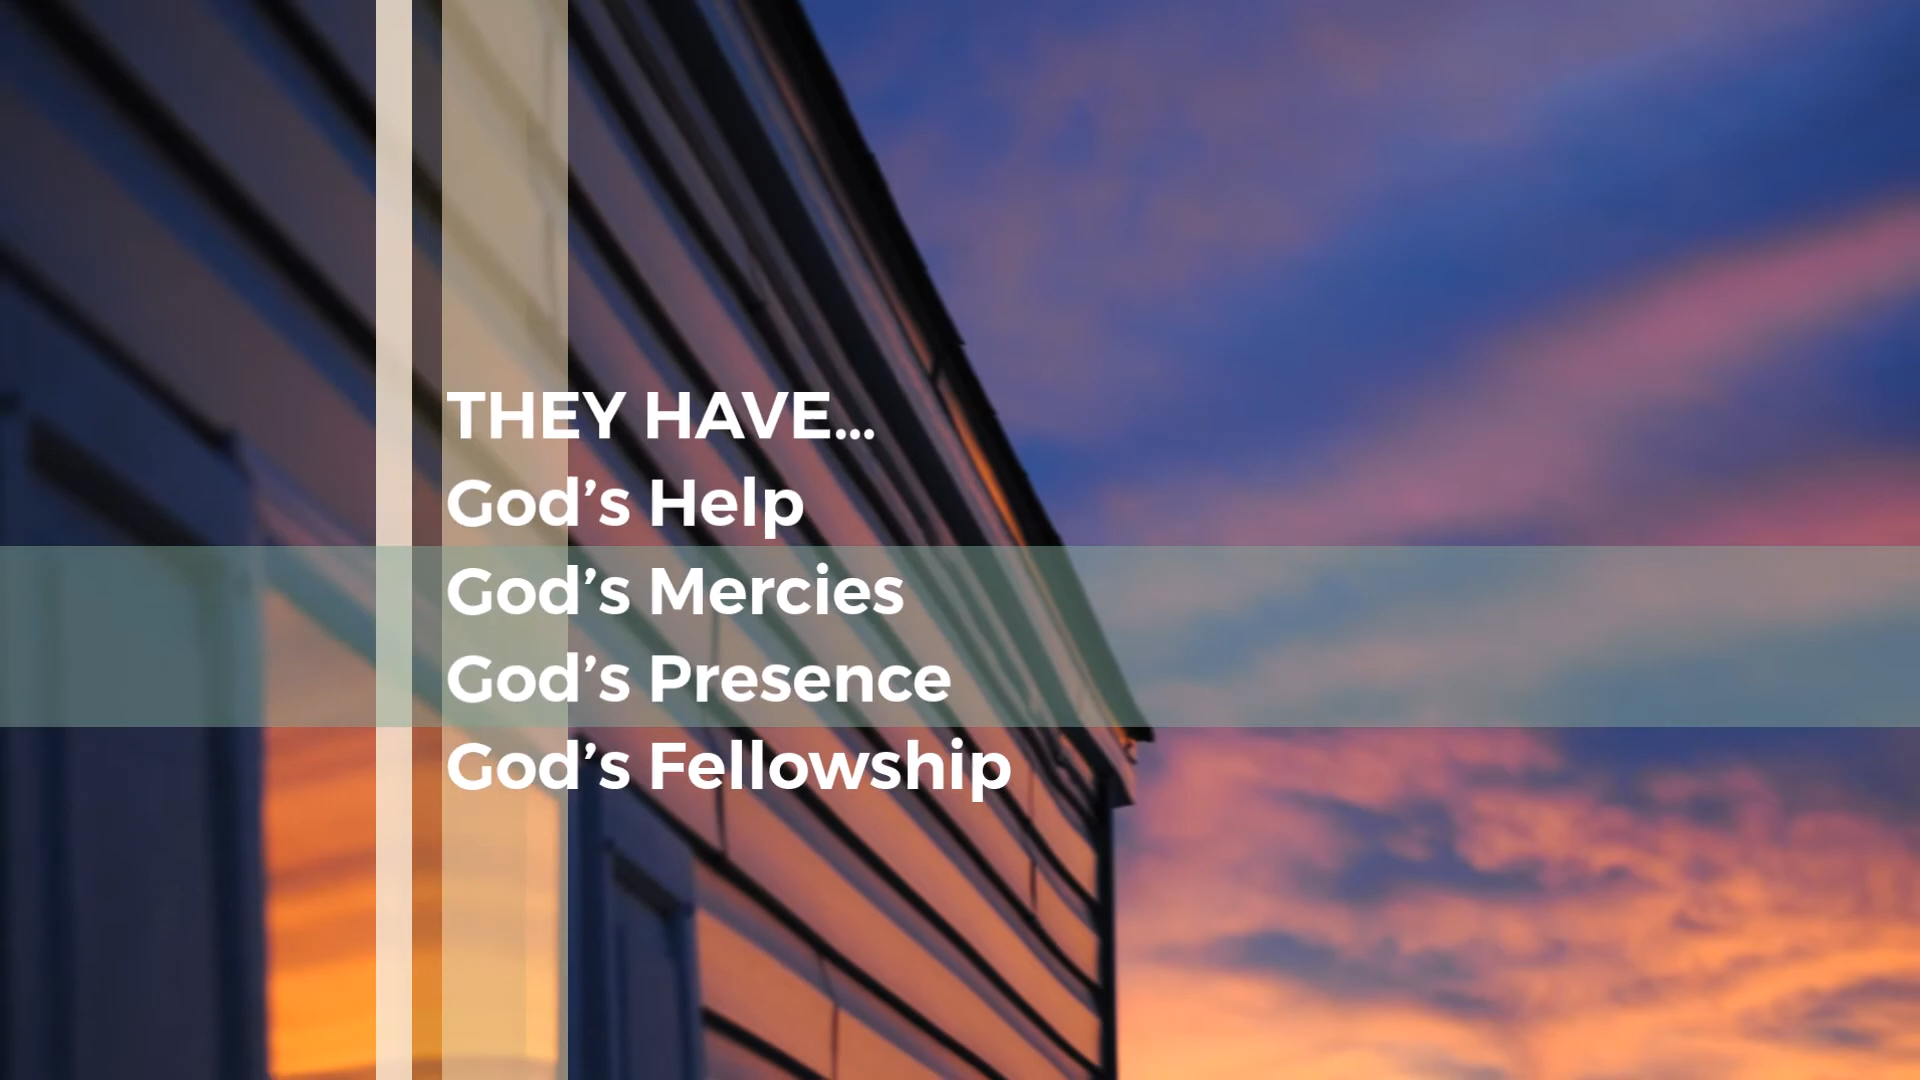 THEY HAVE...
God’s Help
God’s Mercies
God’s Presence
God’s Fellowship